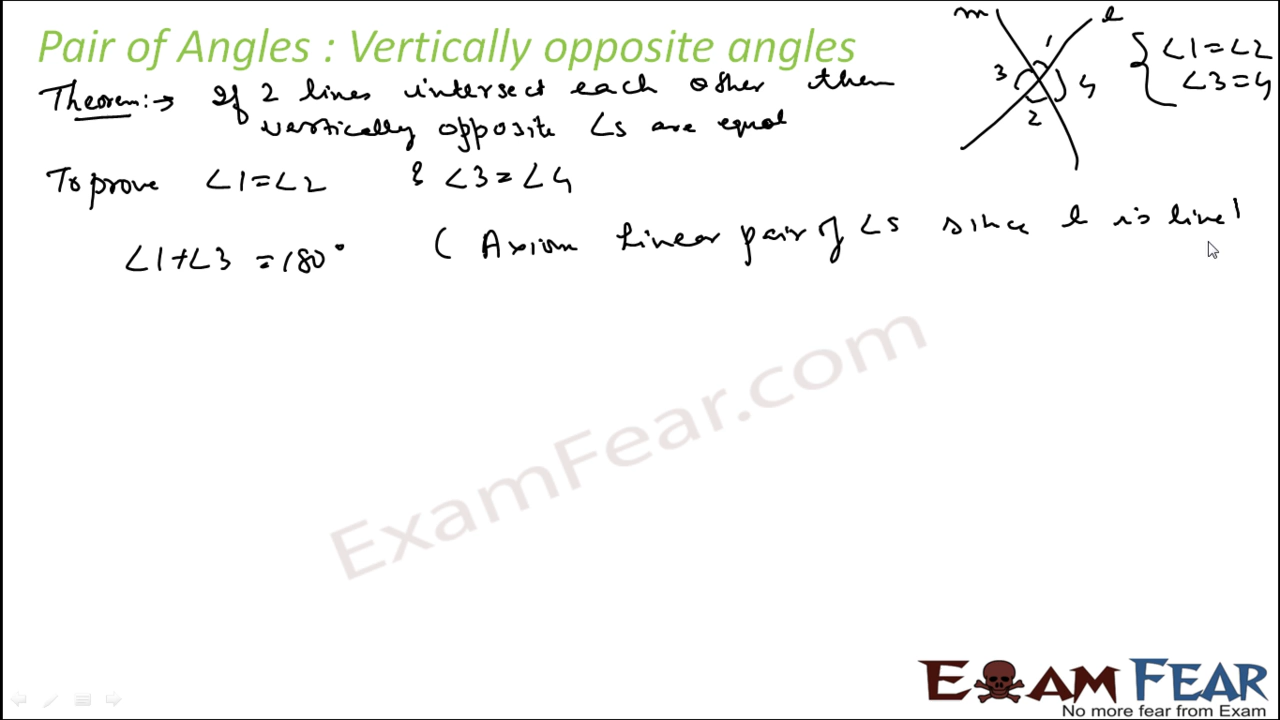 Pair of Angles : Vertically opposite angles
Theorem:→ If 2 lines intersect each other then
vertically opposite ∠s are equal
m l
1
3 4
2
∠1=∠2
∠3=4
To prove ∠1=∠2 & ∠3=∠4
∠1+∠3 =180° ( Axiom linear pair of ∠s since l is line
ExamFear.com
EXAM FEAR
No more fear from Exam